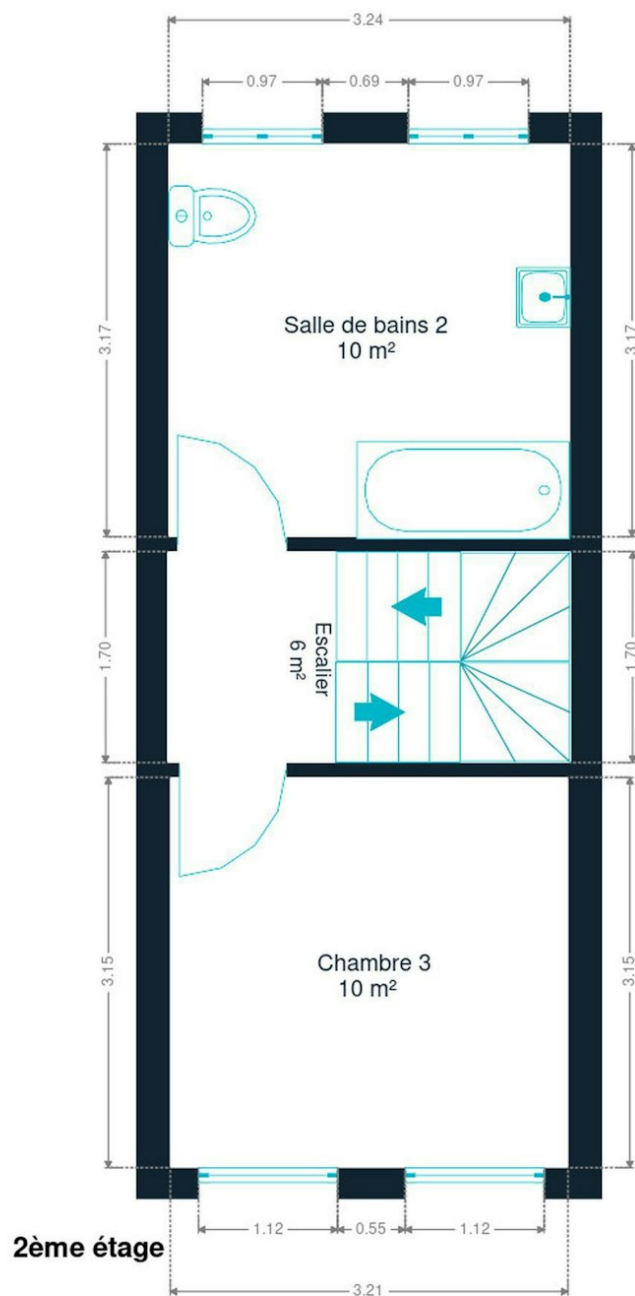 3.24
0.97
0.69
0.97
3.17
3.17
Salle de bains 2
10 m²
1.70
1.70
Escalier
6 m²
3.15
3.15
Chambre 3
10 m²
1.12
0.55
1.12
2ème étage
3.21